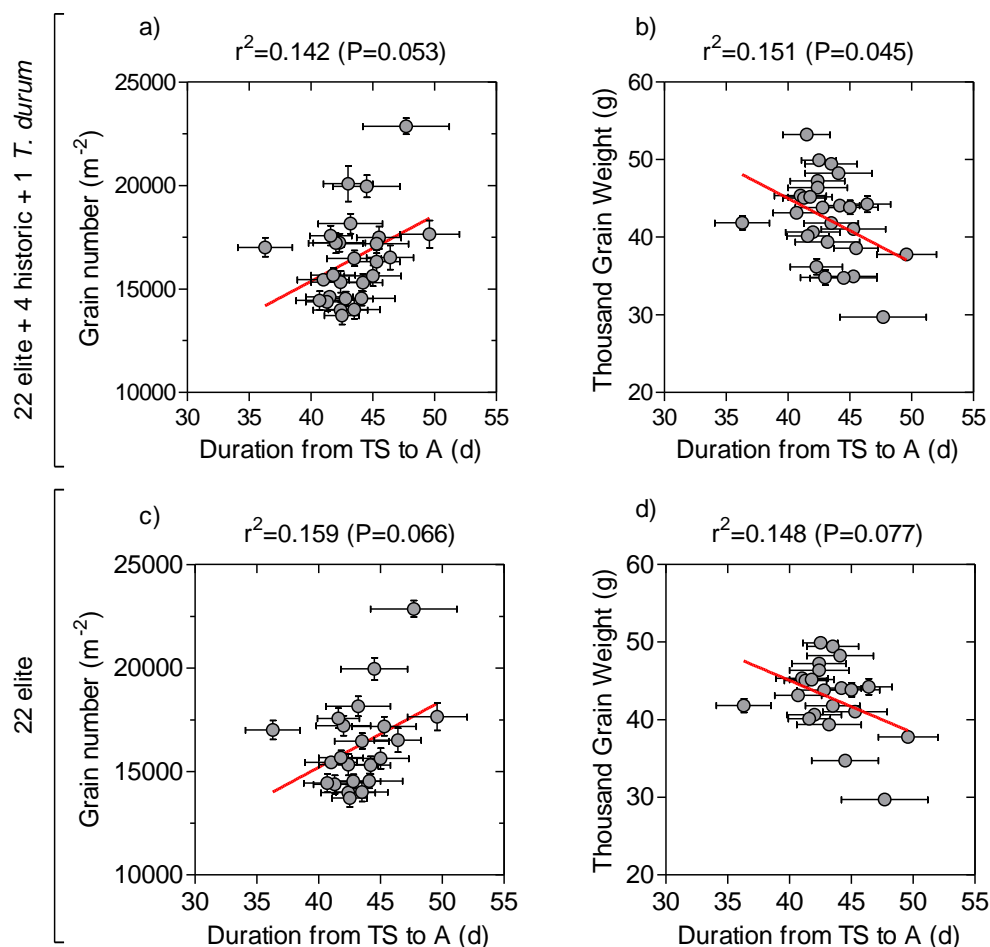 22 elite + 4 historic + 1 T. durum
a)
r²=0.142 (P=0.053)
Grain number (m⁻²)
25000
20000
15000
10000
30 35 40 45 50 55
Duration from TS to A (d)
b)
r²=0.151 (P=0.045)
Thousand Grain Weight (g)
60
50
40
30
20
30 35 40 45 50 55
Duration from TS to A (d)
22 elite
c)
r²=0.159 (P=0.066)
Grain number (m⁻²)
25000
20000
15000
10000
30 35 40 45 50 55
Duration from TS to A (d)
d)
r²=0.148 (P=0.077)
Thousand Grain Weight (g)
60
50
40
30
20
30 35 40 45 50 55
Duration from TS to A (d)